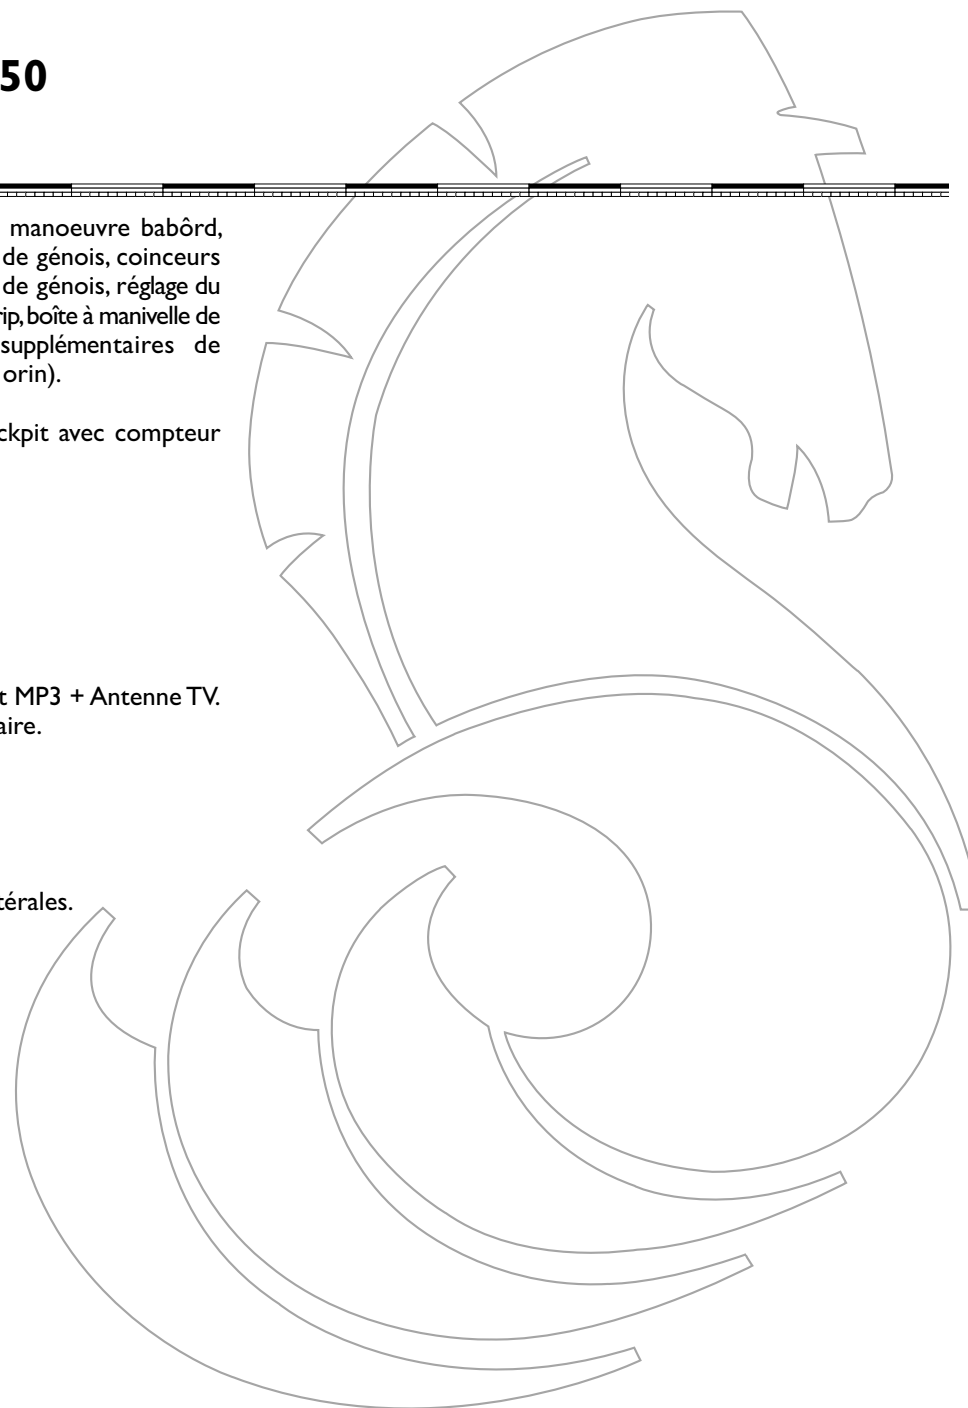 50
manoeuvre babôrd,
de génois, coinceurs
de génois, réglage du
rip, boîte à manivelle de
supplémentaires de
orin).
ckpit avec compteur
t MP3 + Antenne TV.
aire.
térales.